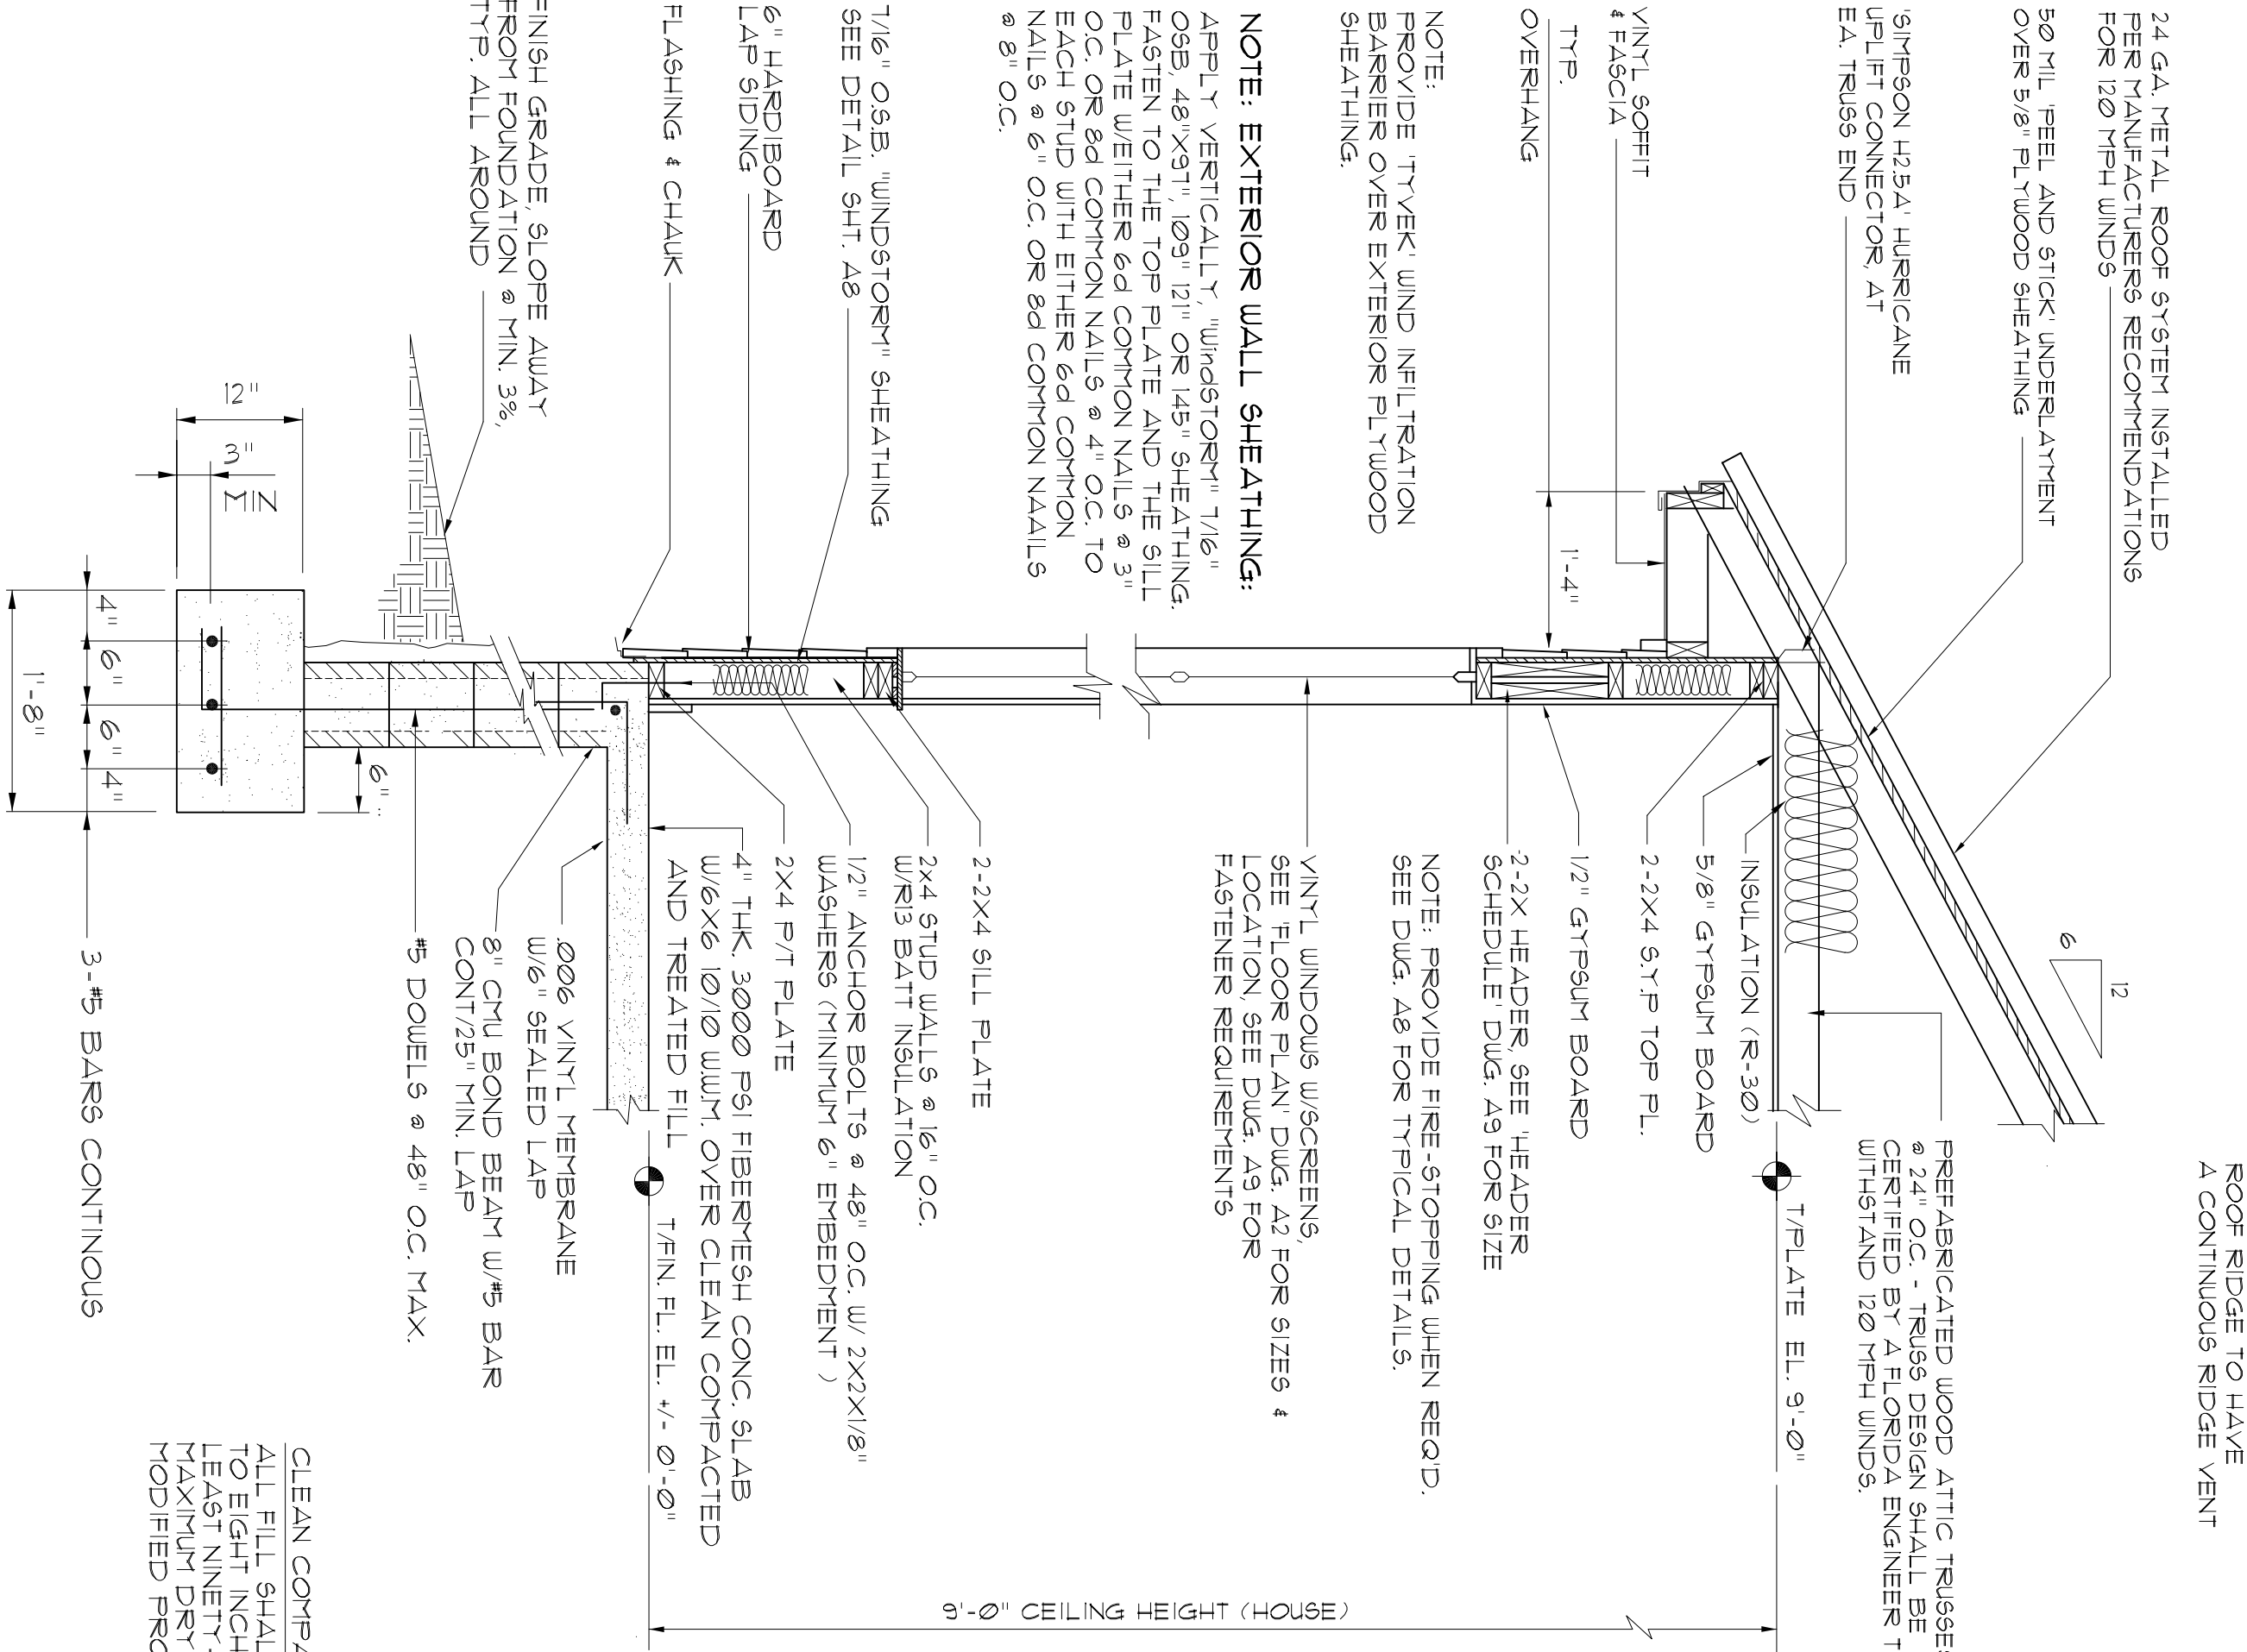 ROOF RIDGE TO HAVE
A CONTINUOUS RIDGE VENT
24 GA. METAL ROOF SYSTEM INSTALLED
PER MANUFACTURERS RECOMMENDATIONS
FOR 120 MPH WINDS
50 MIL 'PEEL AND STICK' UNDERLAYMENT
OVER 5/8" PLYWOOD SHEATHING
'SIMPSON H2.5A' HURRICANE
UPLIFT CONNECTOR, AT
EA. TRUSS END
VINYL SOFFIT
& FASCIA
TYP.
OVERHANG
1'-4"
NOTE:
PROVIDE 'TYVEK' WIND INFILTRATION
BARRIER OVER EXTERIOR PLYWOOD
SHEATHING.
NOTE: EXTERIOR WALL SHEATHING:
APPLY VERTICALLY, "WindSTORM" 7/16"
OSB, 48"X97", 109" 121" OR 145" SHEATHING.
FASTEN TO THE TOP PLATE AND THE SILL
PLATE W/EITHER 6d COMMON NAILS @ 3"
O.C. OR 8d COMMON NAILS @ 4" O.C. TO
EACH STUD WITH EITHER 6d COMMON
NAILS @ 6" O.C. OR 8d COMMON NAAILS
@ 8" O.C.
7/16" O.S.B. "WINDSTORM" SHEATHING
SEE DETAIL SHT. A8
6" HARDIBOARD
LAP SIDING
FLASHING & CHAUK
FINISH GRADE, SLOPE AWAY
FROM FOUNDATION @ MIN. 3%,
TYP. ALL AROUND
12"
3"
MIN
4"
6"
6"
4"
1'-8"
6"
6
12
PREFABRICATED WOOD ATTIC TRUSSES
@ 24" O.C. - TRUSS DESIGN SHALL BE
CERTIFIED BY A FLORIDA ENGINEER T
WITHSTAND 120 MPH WINDS.
T/PLATE EL. 9'-0"
INSULATION (R-30)
5/8" GYPSUM BOARD
2-2X4 S.Y.P TOP PL.
1/2" GYPSUM BOARD
2-2X HEADER, SEE 'HEADER
SCHEDULE' DWG. A9 FOR SIZE
NOTE: PROVIDE FIRE-STOPPING WHEN REQ'D.
SEE DWG. A8 FOR TYPICAL DETAILS.
VINYL WINDOWS W/SCREENS,
SEE 'FLOOR PLAN' DWG. A2 FOR SIZES &
LOCATION, SEE DWG. A9 FOR
FASTENER REQUIREMENTS
2-2X4 SILL PLATE
2x4 STUD WALLS @ 16" O.C.
W/R13 BATT INSULATION
1/2" ANCHOR BOLTS @ 48" O.C. W/ 2X2X1/8"
WASHERS (MINIMUM 6" EMBEDMENT )
2X4 P/T PLATE
4" THK. 3000 PSI FIBERMESH CONC. SLAB
W/6X6 10/10 W.W.M. OVER CLEAN COMPACTED
AND TREATED FILL
T/FIN. FL. EL. +/- 0'-0"
.006 VINYL MEMBRANE
W/6" SEALED LAP
8" CMU BOND BEAM W/#5 BAR
CONT/25" MIN. LAP
#5 DOWELS @ 48" O.C. MAX.
3-#5 BARS CONTINOUS
9'-0" CEILING HEIGHT (HOUSE)
CLEAN COMPA
ALL FILL SHAL
TO EIGHT INCH
LEAST NINETY-
MAXIMUM DRY
MODIFIED PRO